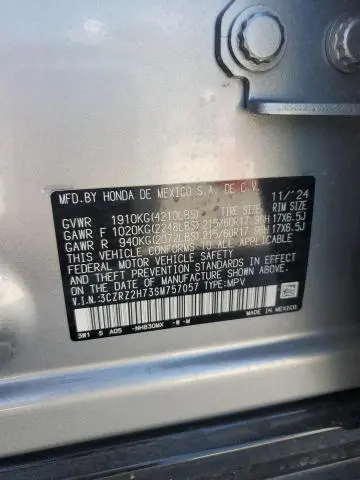 MFD.BY HONDA DE MEXICO S.A. DE C.V. 11/'24
GVWR 1910KG(4210LBS) TIRE SIZE RIM SIZE
GAWR F 1020KG(2248LBS) 215/60R17 96H 17X6.5J
GAWR R 940KG(2072LBS) 215/60R17 96H 17X6.5J
THIS VEHICLE CONFORMS TO ALL APPLICABLE
FEDERAL MOTOR VEHICLE SAFETY STANDARDS IN EFFECT
ON THE DATE OF MANUFACTURE SHOWN ABOVE.
V.I.N.:3CZRZ2H73SM757057 TYPE:MPV
3W1 S A05 -NH830MX -W -M
MADE IN MEXICO